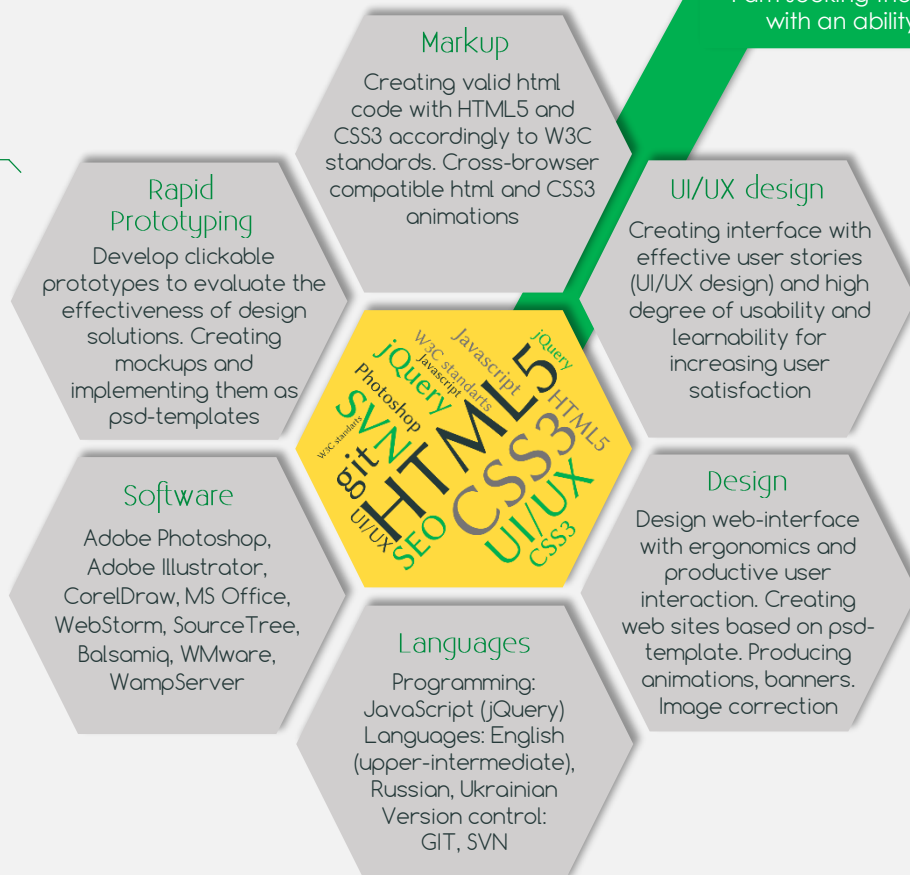 with an ability
Markup
Creating valid html
code with HTML5 and
CSS3 accordingly to W3C
standards. Cross-browser
compatible html and CSS3
animations
Rapid
Prototyping
Develop clickable
prototypes to evaluate the
effectiveness of design
solutions. Creating
mockups and
implementing them as
psd-templates
UI/UX design
Creating interface with
effective user stories
(UI/UX design) and high
degree of usability and
learnability for
increasing user
satisfaction
jQuery
Javascript
W3C standarts
Javascript
jQuery
Photoshop
HTML5
HTML5
W3C standarts
SVN
git
CSS3
UI/UX
SEO
UI/UX
CSS3
Software
Adobe Photoshop,
Adobe Illustrator,
CorelDraw, MS Office,
WebStorm, SourceTree,
Balsamiq, WMware,
WampServer
Design
Design web-interface
with ergonomics and
productive user
interaction. Creating
web sites based on psd-
template. Producing
animations, banners.
Image correction
Languages
Programming:
JavaScript (jQuery)
Languages: English
(upper-intermediate),
Russian, Ukrainian
Version control:
GIT, SVN